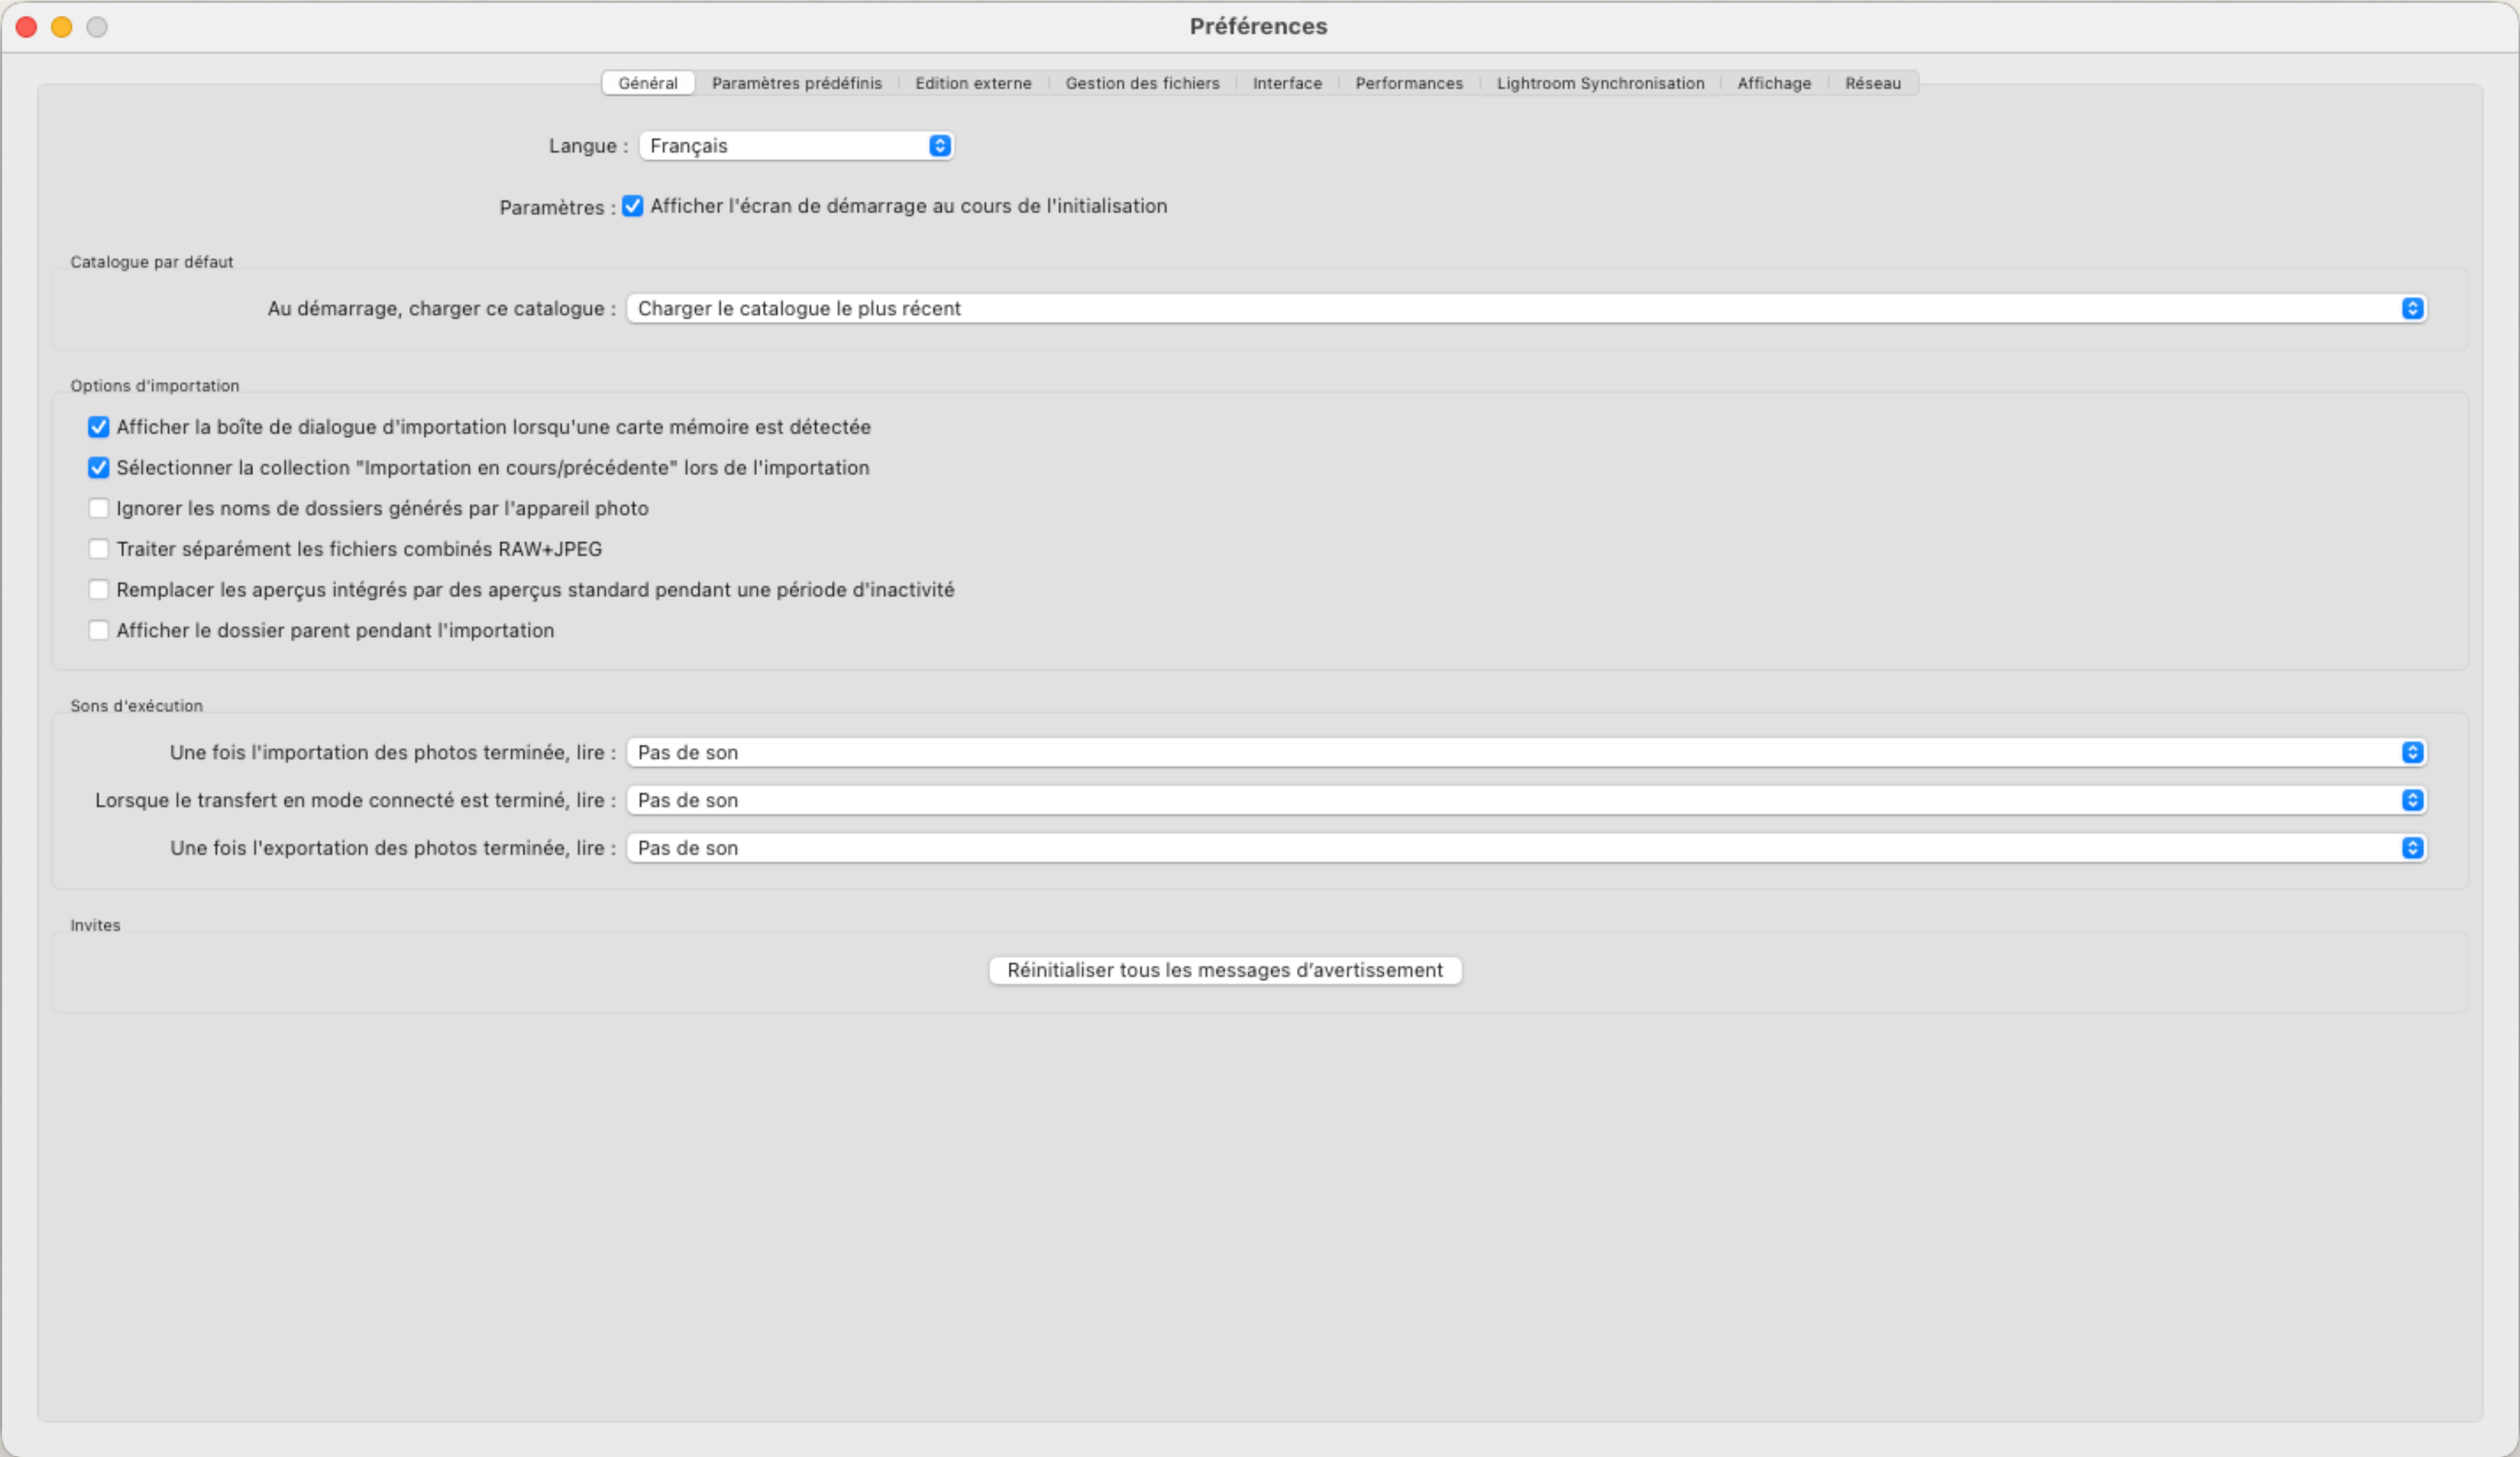 Préférences
Général Paramètres prédéfinis Edition externe Gestion des fichiers Interface Performances Lightroom Synchronisation Affichage Réseau
Langue : Français
Paramètres : Afficher l'écran de démarrage au cours de l'initialisation
Catalogue par défaut
Au démarrage, charger ce catalogue : Charger le catalogue le plus récent
Options d'importation
Afficher la boîte de dialogue d'importation lorsqu'une carte mémoire est détectée
Sélectionner la collection "Importation en cours/précédente" lors de l'importation
Ignorer les noms de dossiers générés par l'appareil photo
Traiter séparément les fichiers combinés RAW+JPEG
Remplacer les aperçus intégrés par des aperçus standard pendant une période d'inactivité
Afficher le dossier parent pendant l'importation
Sons d'exécution
Une fois l'importation des photos terminée, lire : Pas de son
Lorsque le transfert en mode connecté est terminé, lire : Pas de son
Une fois l'exportation des photos terminée, lire : Pas de son
Invites
Réinitialiser tous les messages d’avertissement